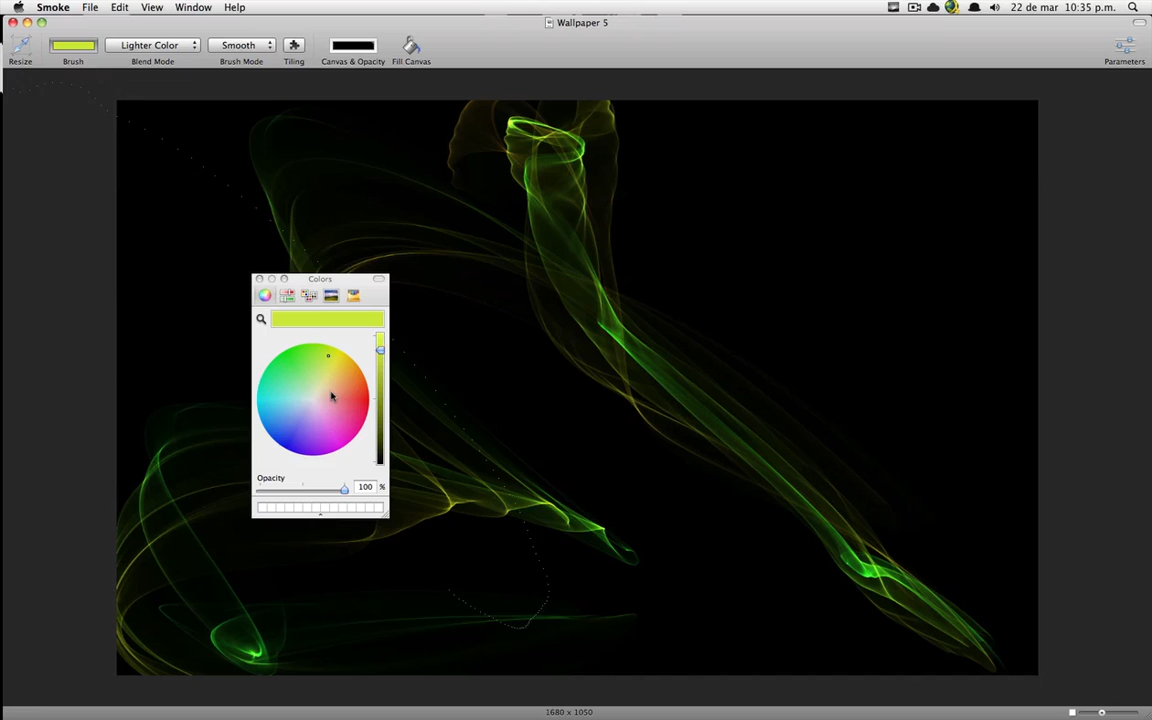 Smoke File Edit View Window Help 22 de mar 10:35 p.m.
Wallpaper 5
Lighter Color Smooth
Resize Brush Blend Mode Brush Mode Tiling Canvas & Opacity Fill Canvas Parameters
Colors
Opacity
100 %
1680 x 1050